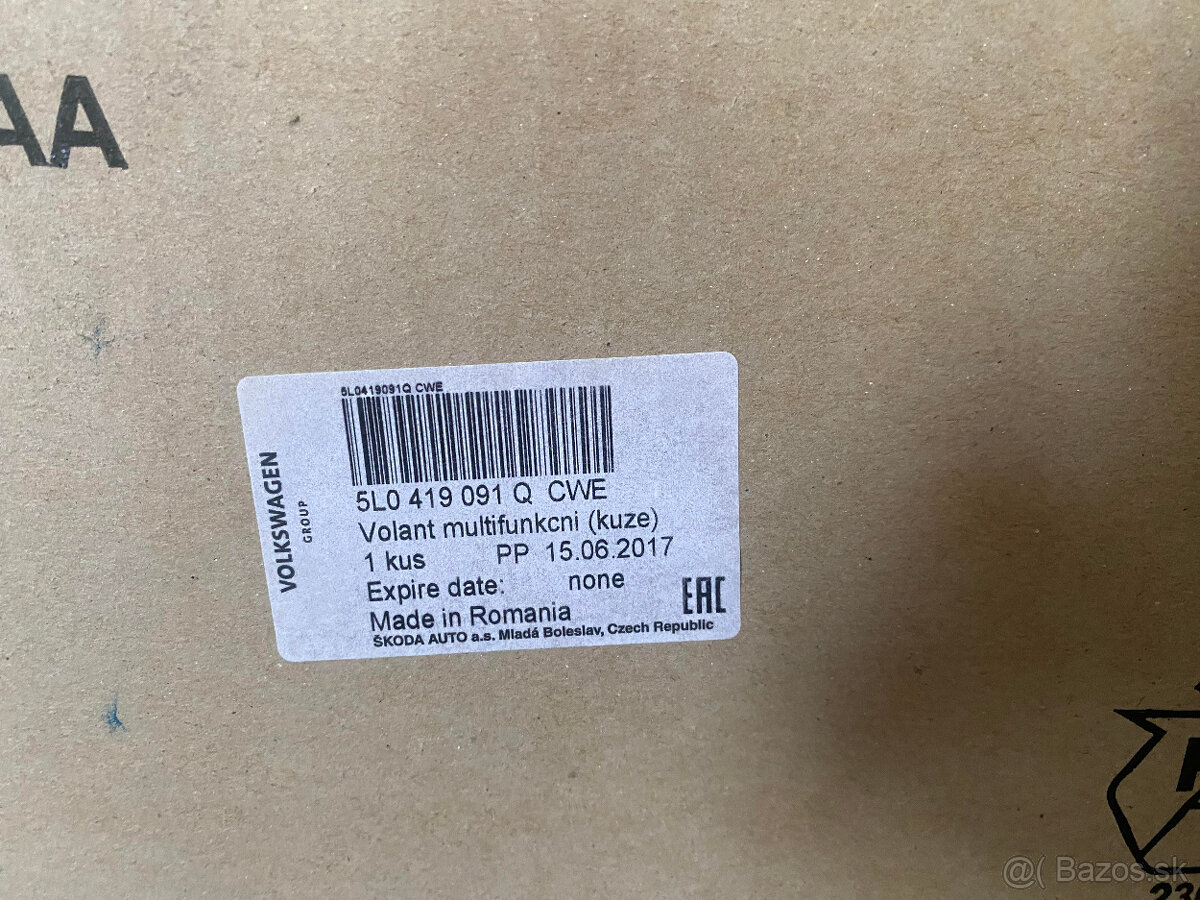 AA
5L0419091Q CWE
VOLKSWAGEN
GROUP
5L0 419 091 Q CWE
Volant multifunkcni (kuze)
1 kus PP 15.06.2017
Expire date: none
Made in Romania
EAC
ŠKODA AUTO a.s. Mladá Boleslav, Czech Republic
@( Bazos.sk